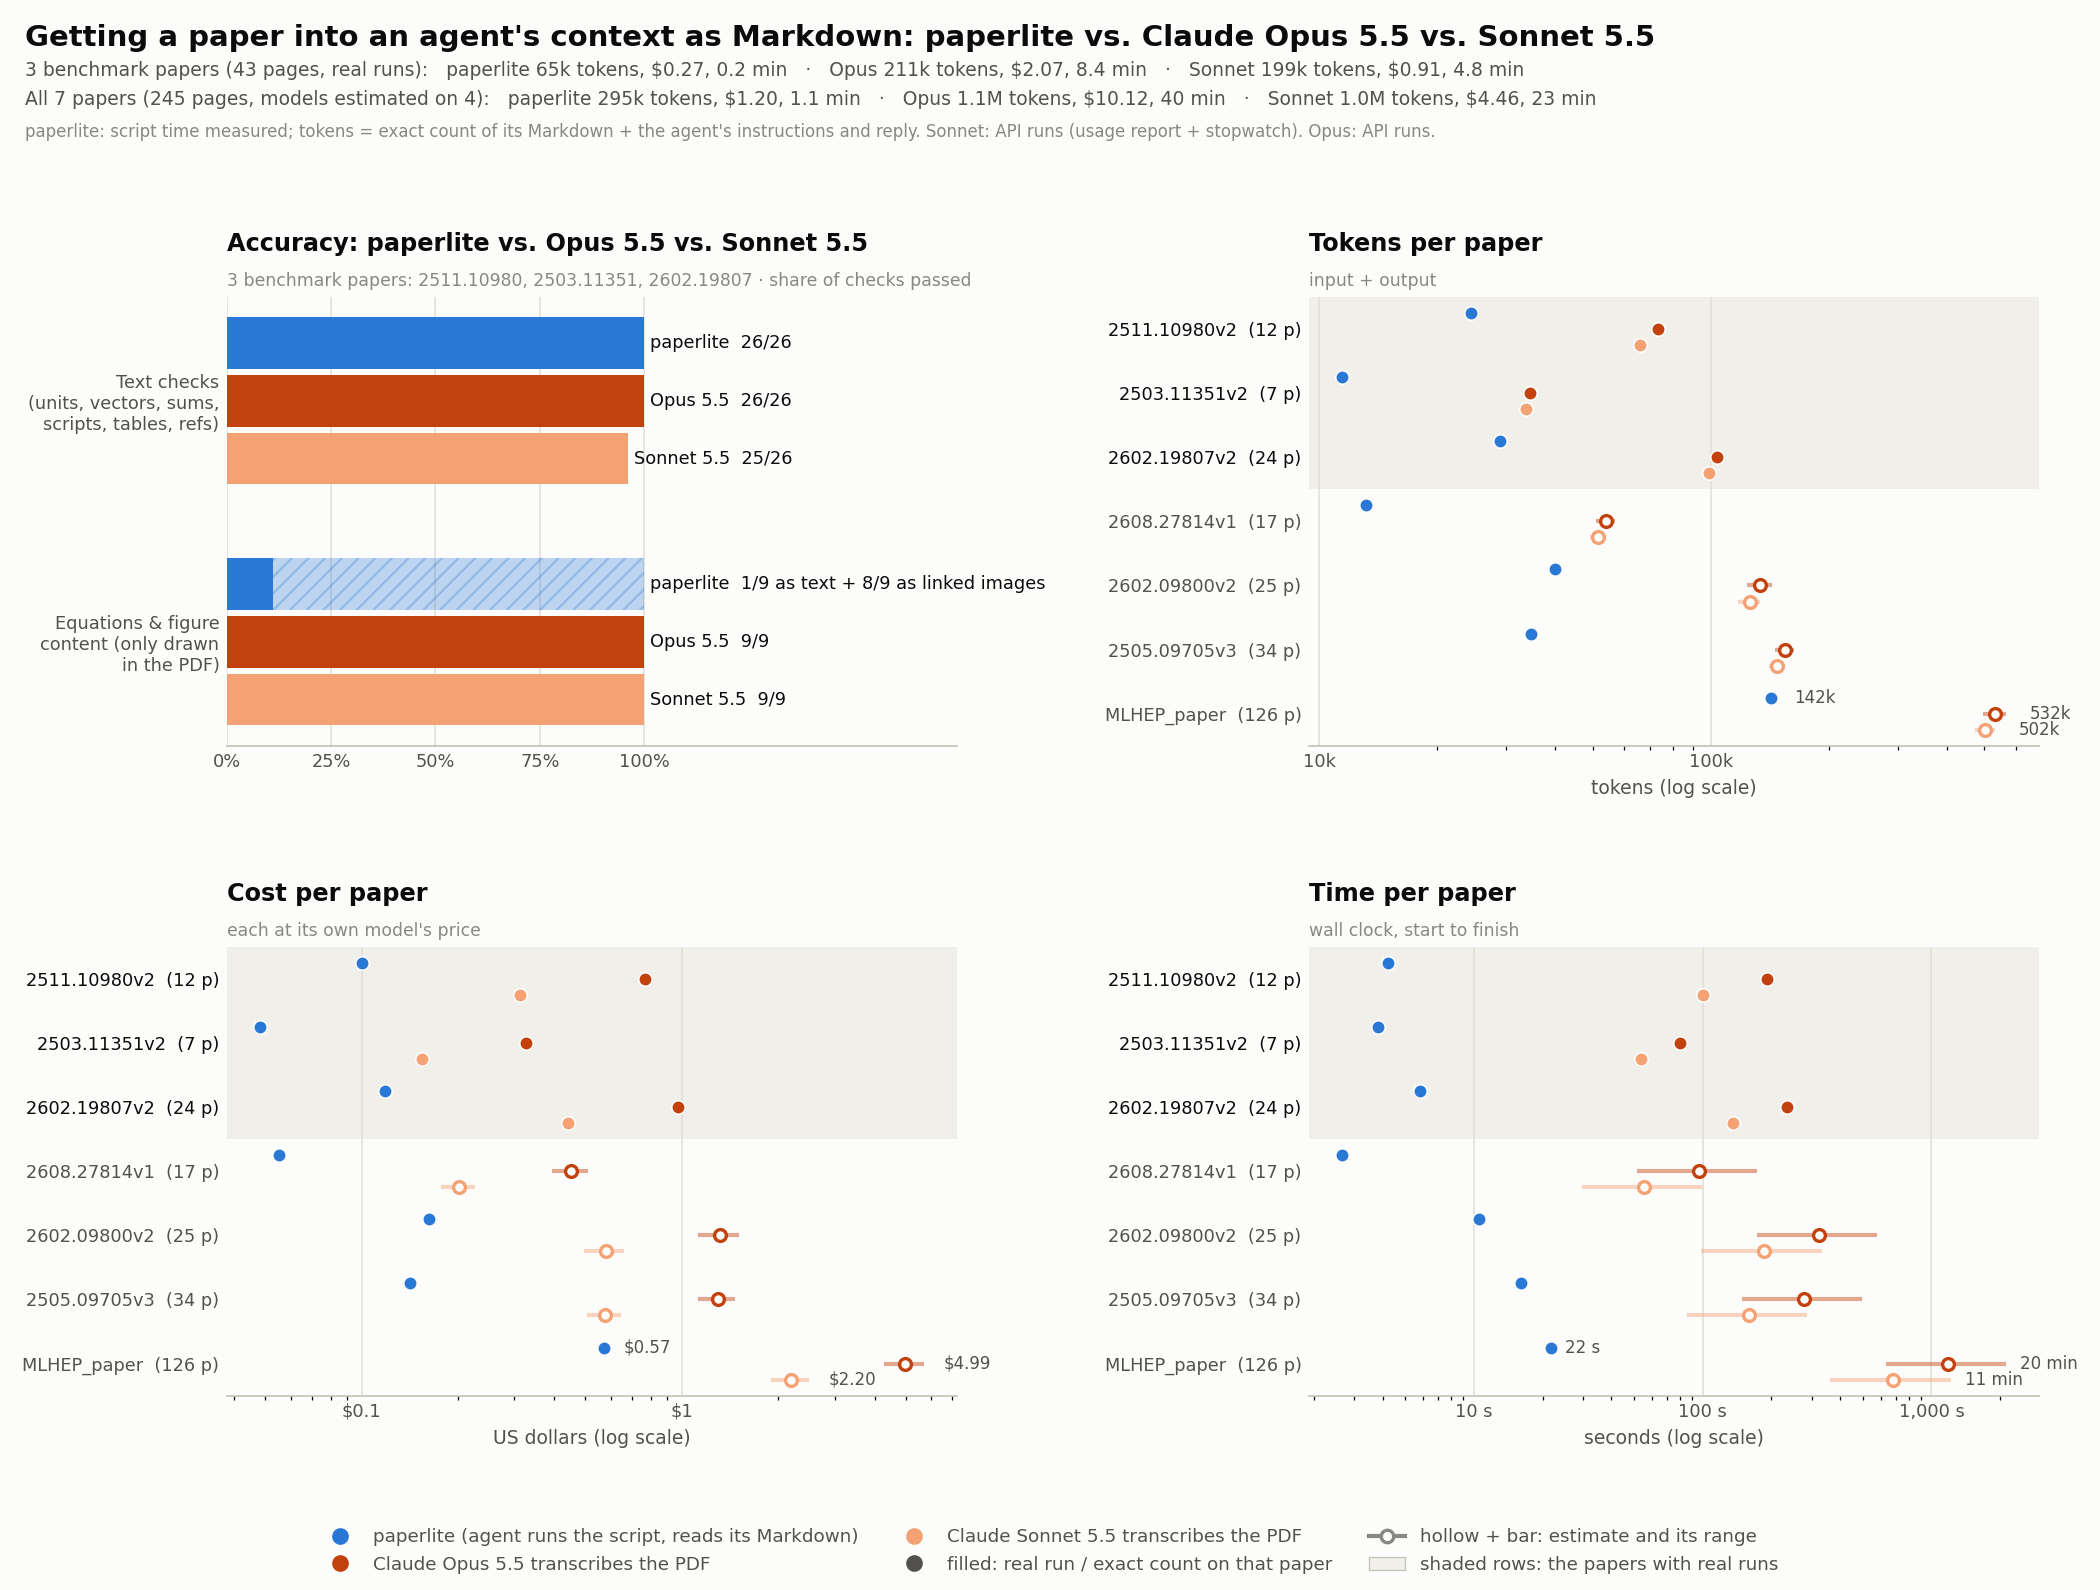 Getting a paper into an agent's context as Markdown: paperlite vs. Claude Opus 5.5 vs. Sonnet 5.5
3 benchmark papers (43 pages, real runs):   paperlite 65k tokens, $0.27, 0.2 min   ·   Opus 211k tokens, $2.07, 8.4 min   ·   Sonnet 199k tokens, $0.91, 4.8 min
All 7 papers (245 pages, models estimated on 4):   paperlite 295k tokens, $1.20, 1.1 min   ·   Opus 1.1M tokens, $10.12, 40 min   ·   Sonnet 1.0M tokens, $4.46, 23 min
paperlite: script time measured; tokens = exact count of its Markdown + the agent's instructions and reply. Sonnet: API runs (usage report + stopwatch). Opus: API runs.
Accuracy: paperlite vs. Opus 5.5 vs. Sonnet 5.5
3 benchmark papers: 2511.10980, 2503.11351, 2602.19807 · share of checks passed
Text checks
(units, vectors, sums,
scripts, tables, refs)
paperlite  26/26
Opus 5.5  26/26
Sonnet 5.5  25/26
Equations & figure
content (only drawn
in the PDF)
paperlite  1/9 as text + 8/9 as linked images
Opus 5.5  9/9
Sonnet 5.5  9/9
0%  25%  50%  75%  100%
Tokens per paper
input + output
2511.10980v2  (12 p)
2503.11351v2  (7 p)
2602.19807v2  (24 p)
2608.27814v1  (17 p)
2602.09800v2  (25 p)
2505.09705v3  (34 p)
MLHEP_paper  (126 p)
142k
532k
502k
10k  100k
tokens (log scale)
Cost per paper
each at its own model's price
2511.10980v2  (12 p)
2503.11351v2  (7 p)
2602.19807v2  (24 p)
2608.27814v1  (17 p)
2602.09800v2  (25 p)
2505.09705v3  (34 p)
MLHEP_paper  (126 p)
$0.57
$4.99
$2.20
$0.1  $1
US dollars (log scale)
Time per paper
wall clock, start to finish
2511.10980v2  (12 p)
2503.11351v2  (7 p)
2602.19807v2  (24 p)
2608.27814v1  (17 p)
2602.09800v2  (25 p)
2505.09705v3  (34 p)
MLHEP_paper  (126 p)
22 s
20 min
11 min
10 s  100 s  1,000 s
seconds (log scale)
paperlite (agent runs the script, reads its Markdown)
Claude Opus 5.5 transcribes the PDF
Claude Sonnet 5.5 transcribes the PDF
filled: real run / exact count on that paper
hollow + bar: estimate and its range
shaded rows: the papers with real runs